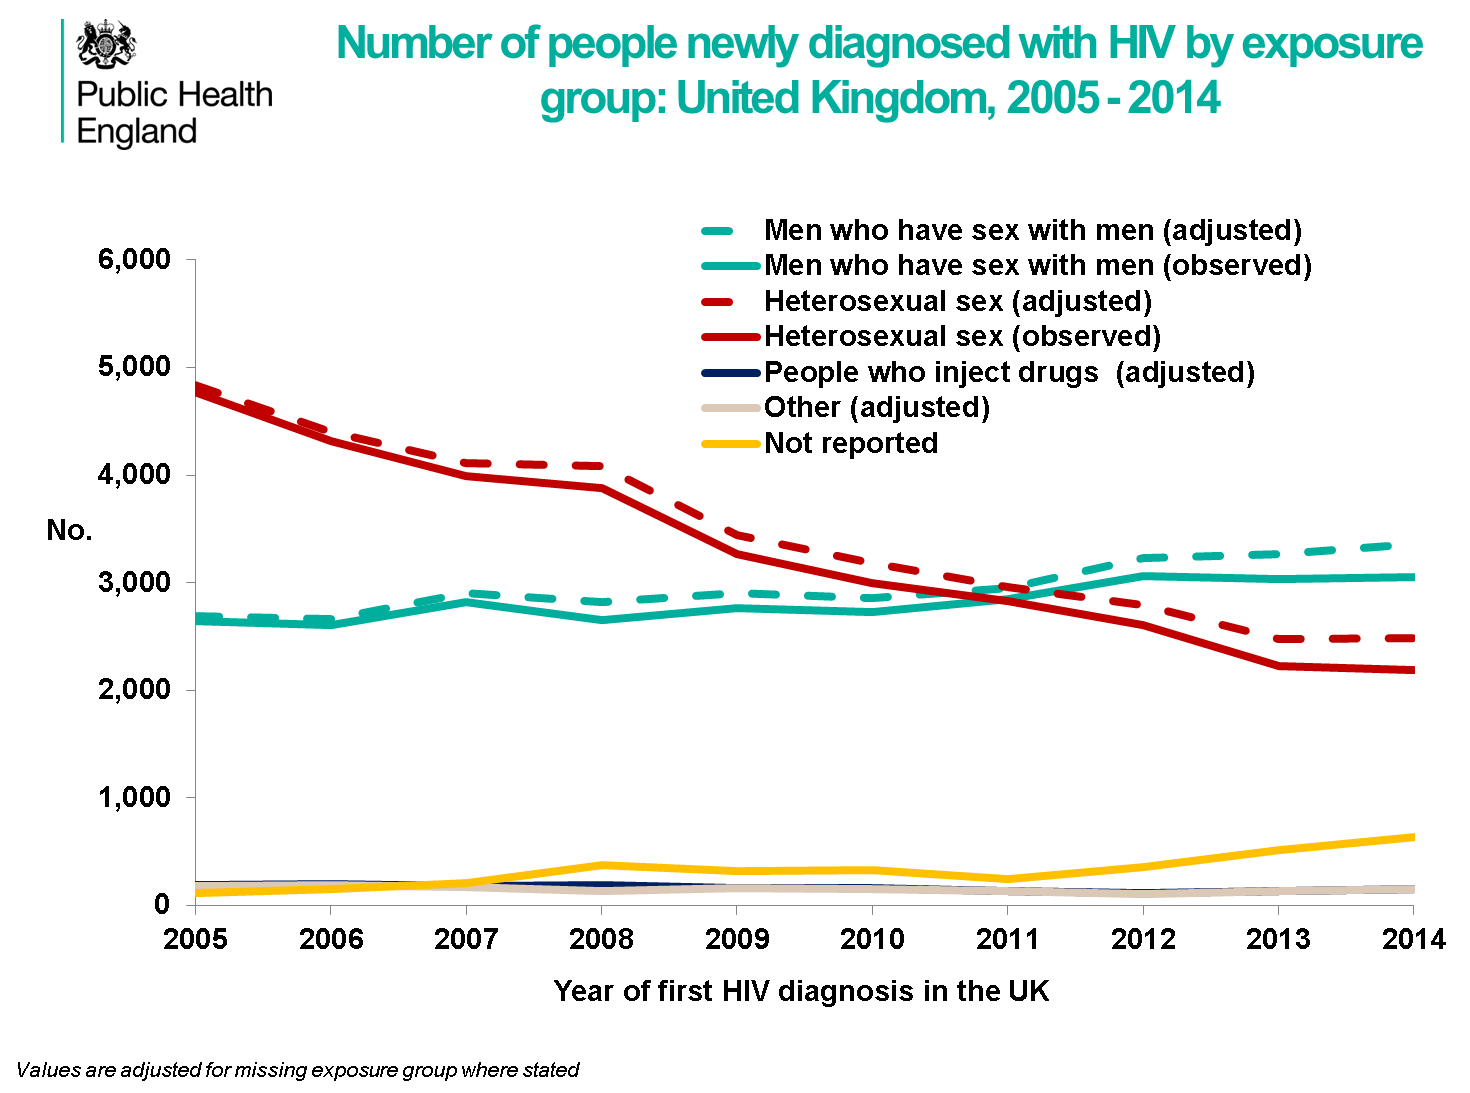 Public Health
England
Number of people newly diagnosed with HIV by exposure
group: United Kingdom, 2005 - 2014
Men who have sex with men (adjusted)
Men who have sex with men (observed)
Heterosexual sex (adjusted)
Heterosexual sex (observed)
People who inject drugs  (adjusted)
Other (adjusted)
Not reported
6,000
5,000
4,000
No.
3,000
2,000
1,000
0
2005 2006 2007 2008 2009 2010 2011 2012 2013 2014
Year of first HIV diagnosis in the UK
Values are adjusted for missing exposure group where stated